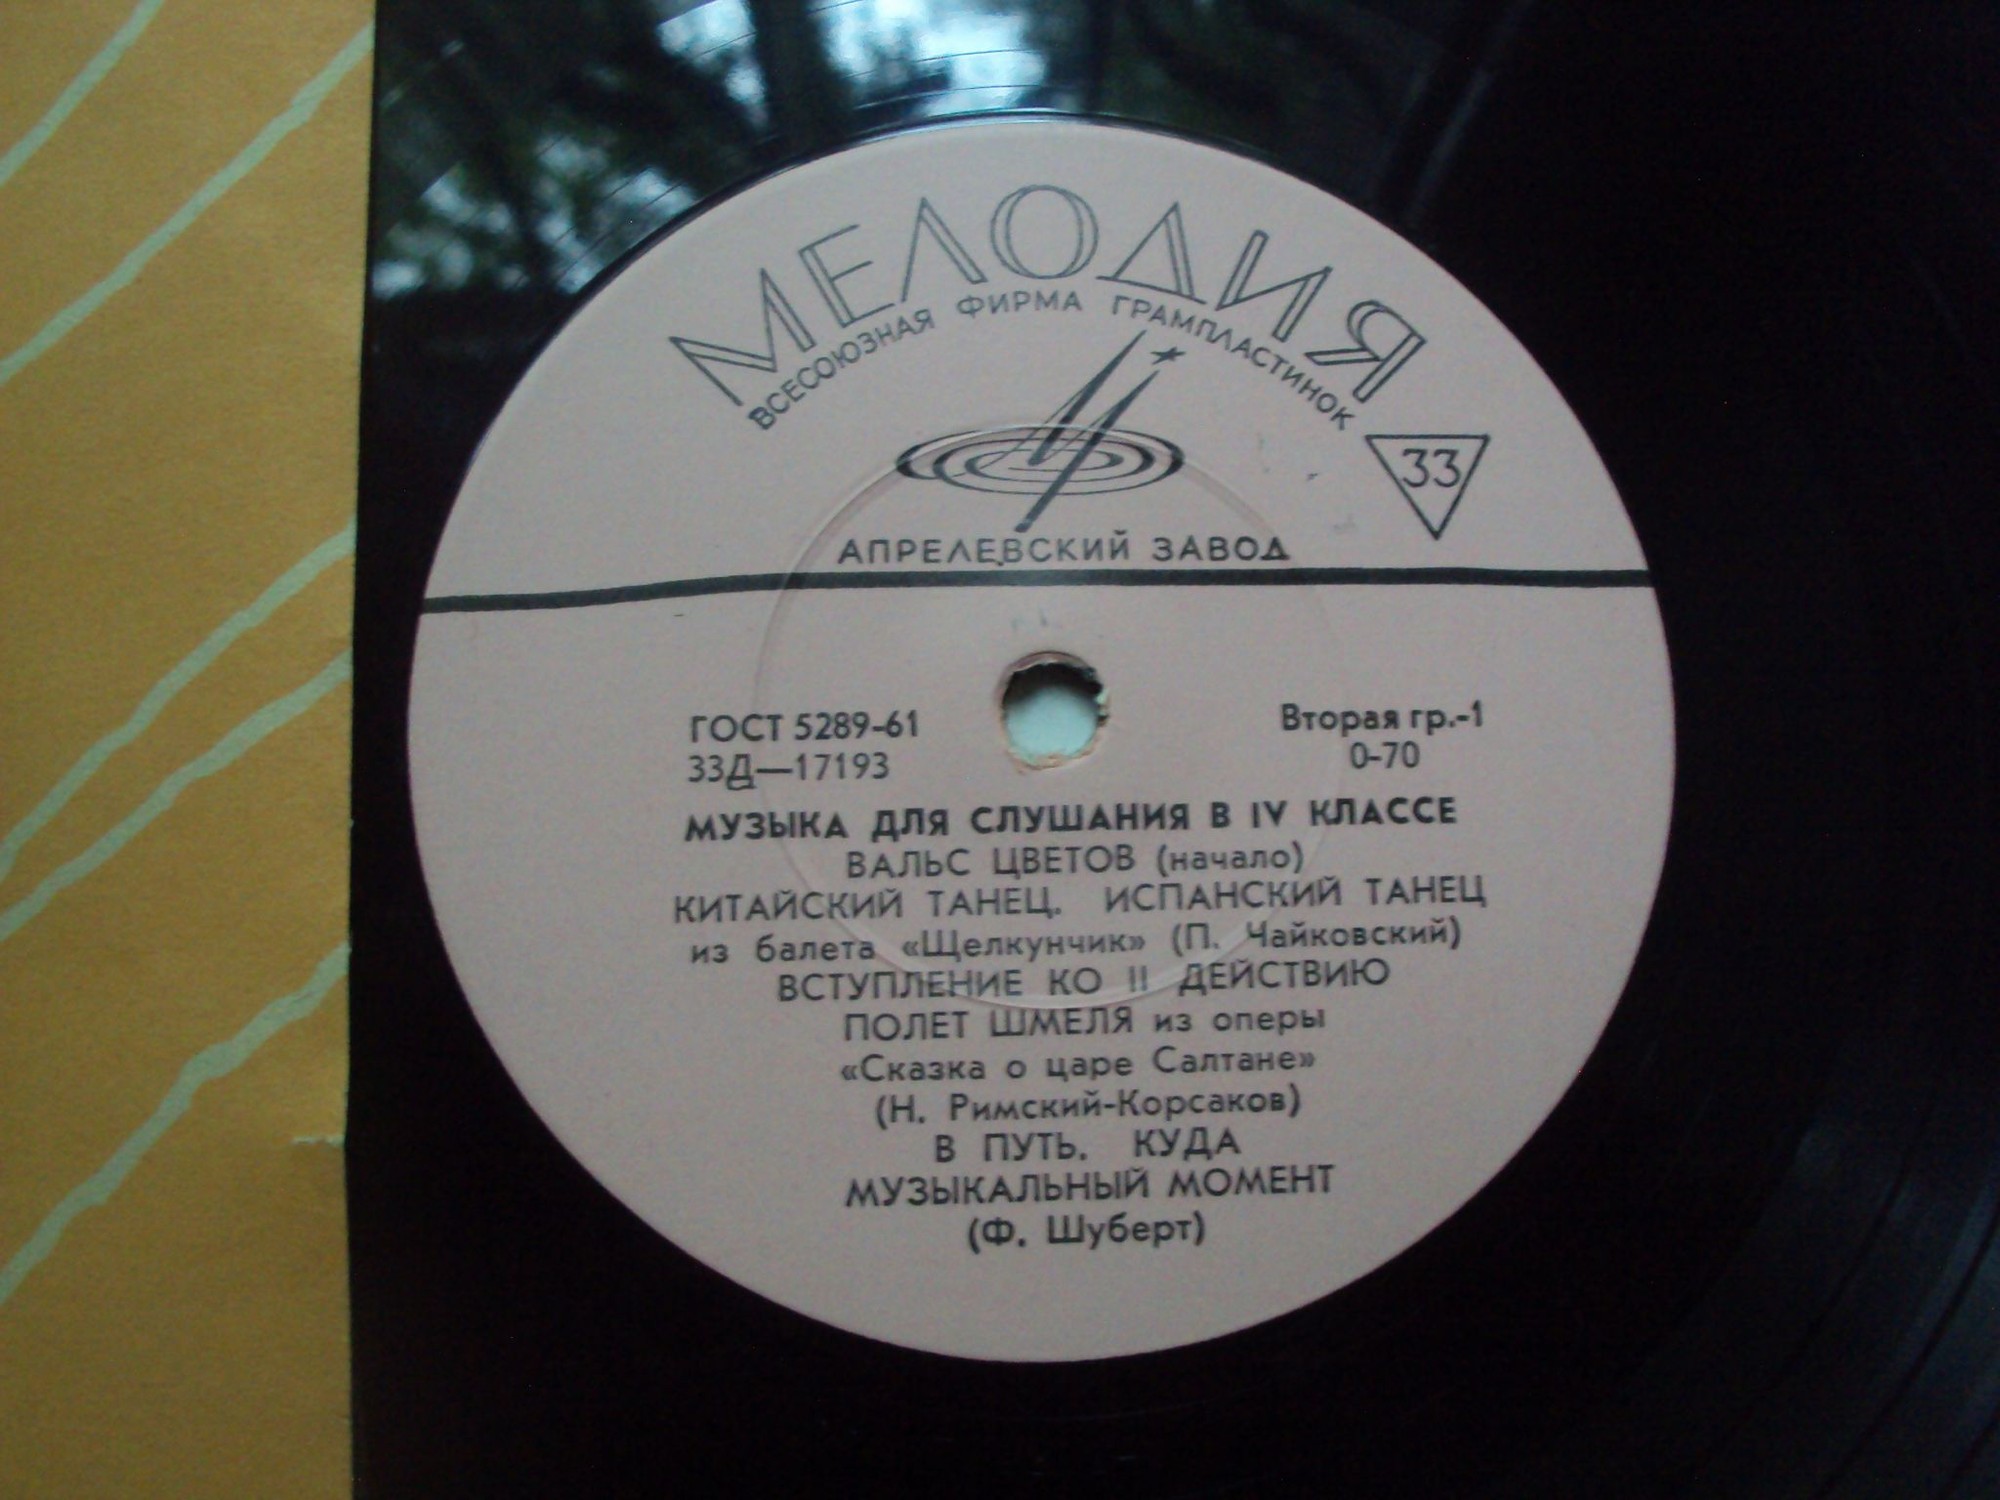 МЕЛОДИЯ
ВСЕСОЮЗНАЯ ФИРМА ГРАМПЛАСТИНОК
33
АПРЕЛЕВСКИЙ ЗАВОД
ГОСТ 5289-61
Вторая гр.-1
33Д—17193
0-70
МУЗЫКА ДЛЯ СЛУШАНИЯ В IV КЛАССЕ
ВАЛЬС ЦВЕТОВ (начало)
КИТАЙСКИЙ ТАНЕЦ. ИСПАНСКИЙ ТАНЕЦ
из балета «Щелкунчик» (П. Чайковский)
ВСТУПЛЕНИЕ КО II ДЕЙСТВИЮ
ПОЛЕТ ШМЕЛЯ из оперы
«Сказка о царе Салтане»
(Н. Римский-Корсаков)
В ПУТЬ. КУДА
МУЗЫКАЛЬНЫЙ МОМЕНТ
(Ф. Шуберт)